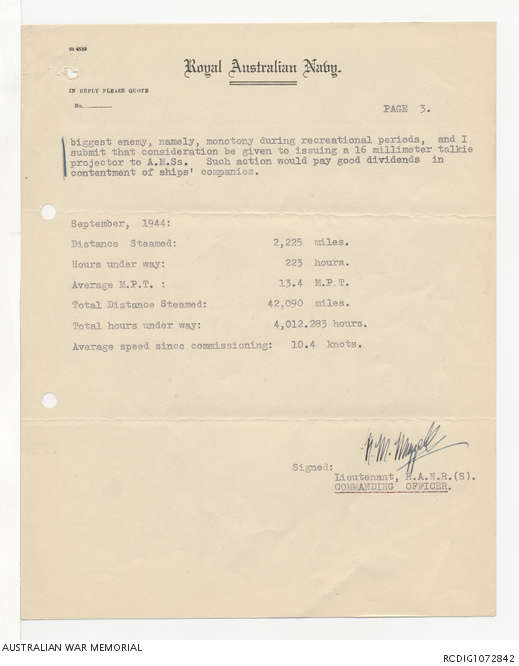 Royal Australian Navy.
IN REPLY PLEASE QUOTE
No.
PAGE 3.
biggest enemy, namely, monotony during recreational periods, and I
submit that consideration be given to issuing a 16 millimeter talkie
projector to A.M.Ss. Such action would pay good dividends in
contentment of ships' companies.
September, 1944:
Distance Steamed: 2,225 miles.
Hours under way: 223 hours.
Average M.P.T. : 13.4 M.P.T.
Total Distance Steamed: 42,090 miles.
Total hours under way: 4,012.283 hours.
Average speed since commissioning: 10.4 knots.
Signed:
Lieutenant, R.A.N.R.(S).
COMMANDING OFFICER.
AUSTRALIAN WAR MEMORIAL
RCDIG1072842